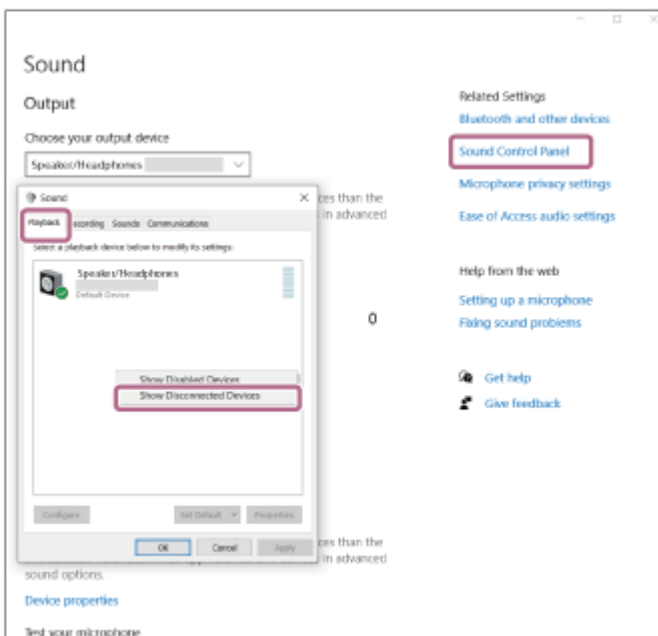 Sound
Output
Choose your output device
Speaker/Headphones
Related Settings
Bluetooth and other devices
Sound Control Panel
Microphone privacy settings
Ease of Access audio settings
Help from the web
Setting up a microphone
Fixing sound problems
Get help
Give feedback
ces than the
in advanced
0
Sound
Playback
ecording Sounds Communications
Select a playback device below to modify its settings:
Speaker/Headphones
Default Device
Show Disabled Devices
Show Disconnected Devices
Configure Set Default Properties
OK Cancel Apply
ces than the
in advanced
sound options.
Device properties
Test your microphone